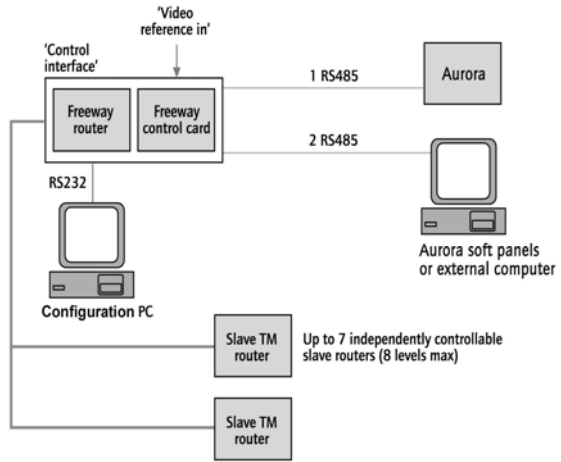 'Video
reference in'
'Control
interface'
1 RS485
Aurora
Freeway
router
Freeway
control card
2 RS485
RS232
Aurora soft panels
or external computer
Configuration PC
Slave TM
router
Up to 7 independently controllable
slave routers (8 levels max)
Slave TM
router